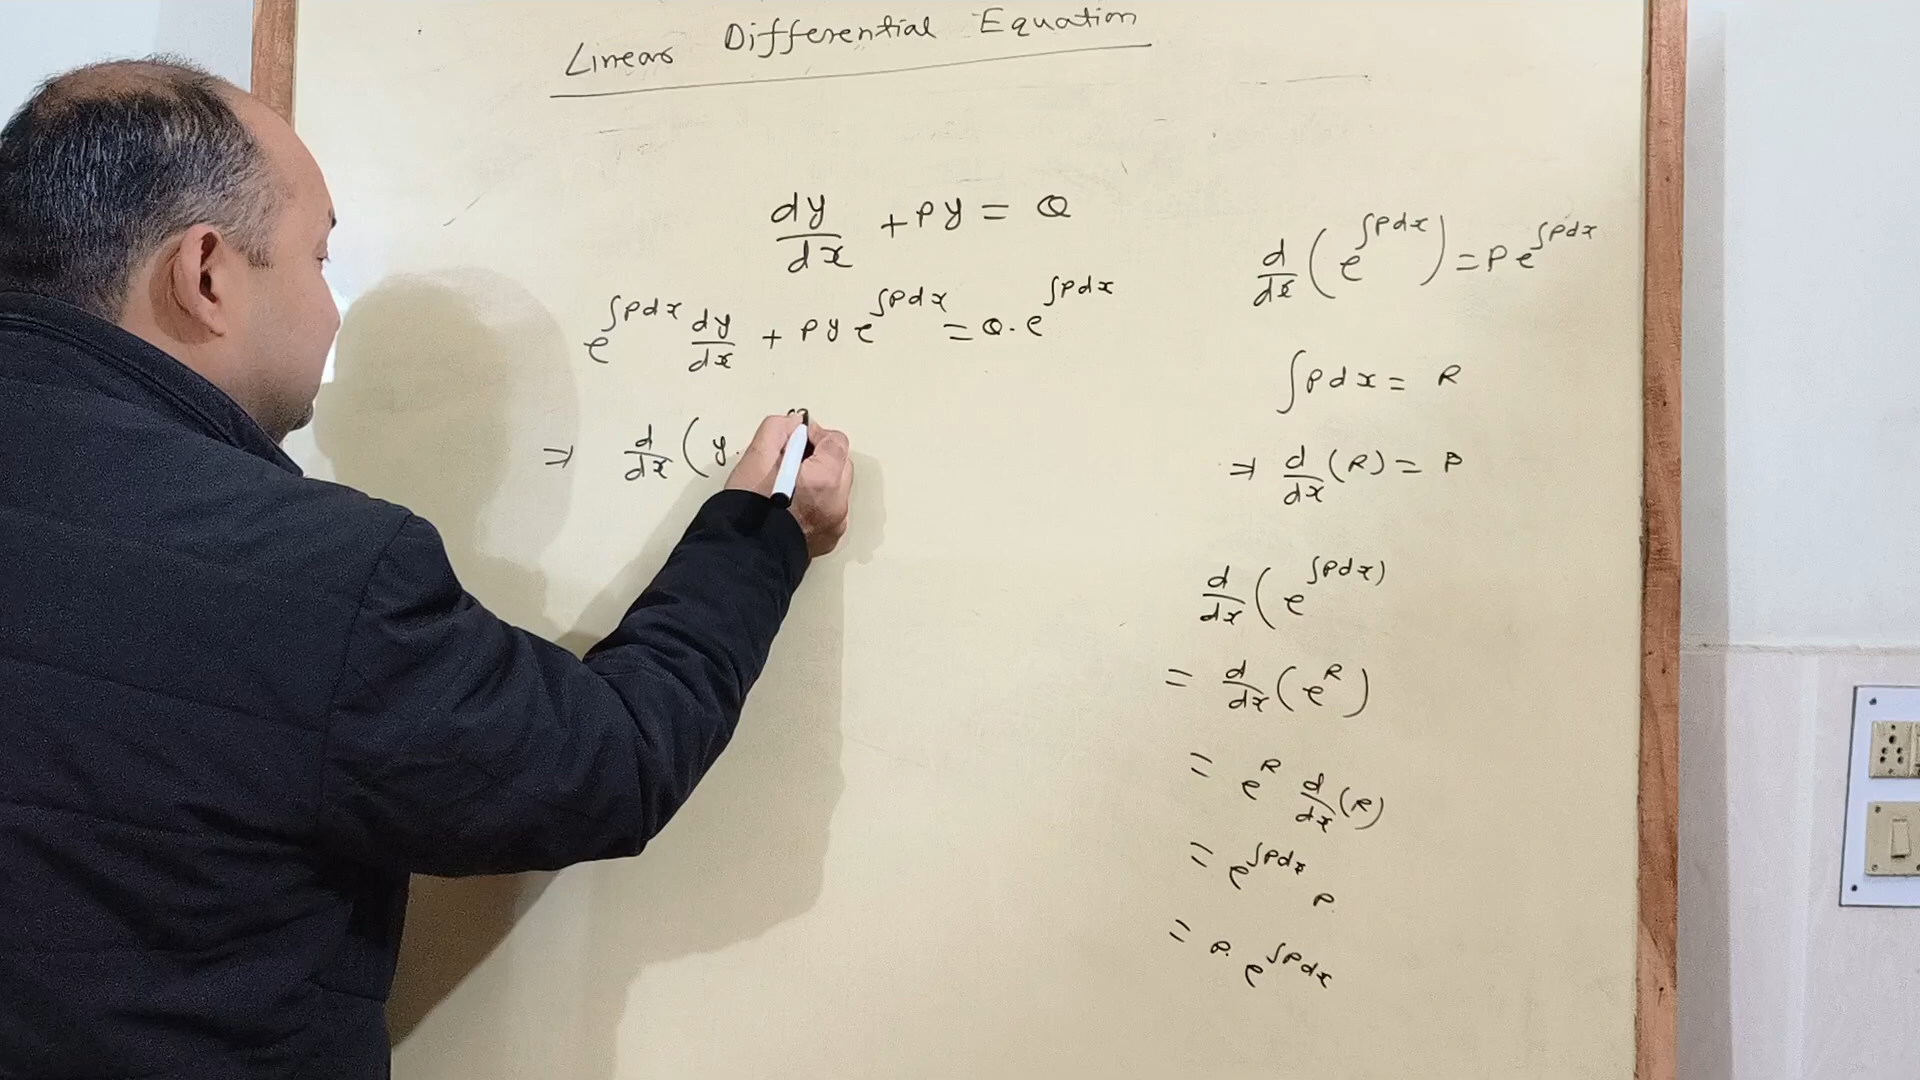 Linear Differential Equation
dy/dx + Py = Q
e^∫Pdx dy/dx + Py e^∫Pdx = Q. e^∫Pdx
⇒ d/dx (y.
d/dx (e^∫Pdx) = P e^∫Pdx
∫Pdx = R
⇒ d/dx (R) = P
d/dx (e^∫Pdx)
= d/dx (e^R)
= e^R d/dx (R)
= e^∫Pdx P
= P. e^∫Pdx